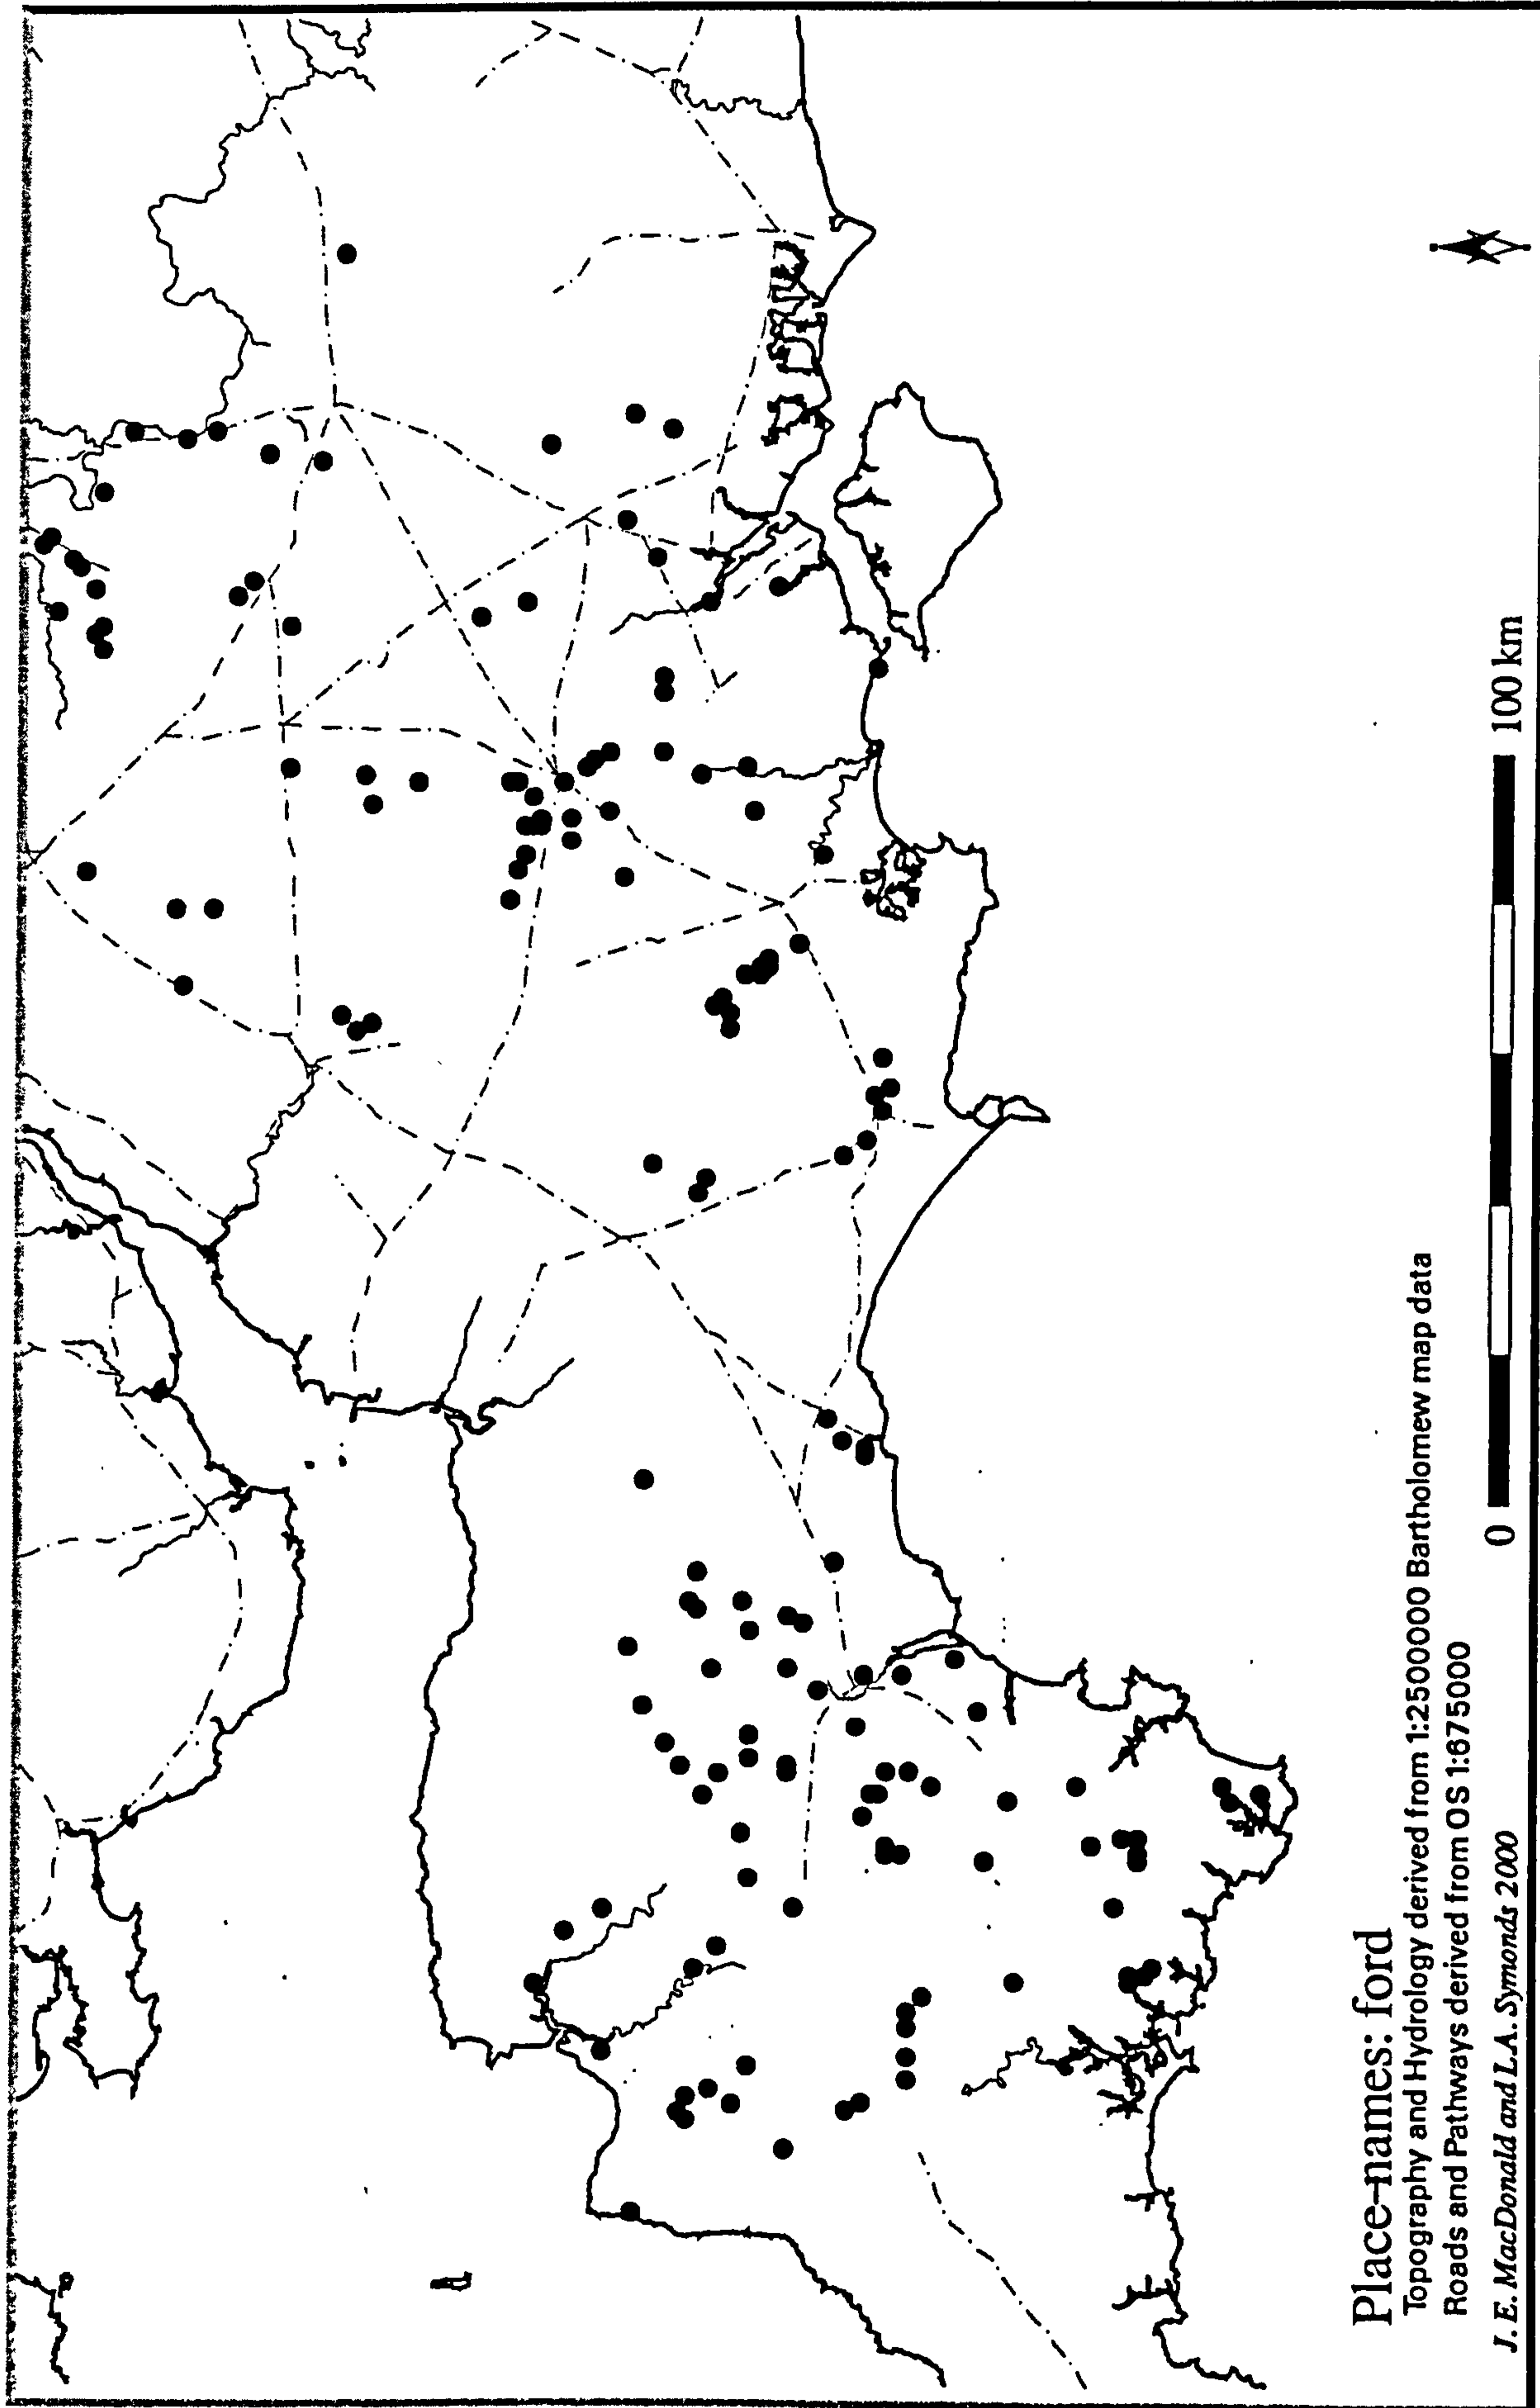 Place-names: ford
Topography and Hydrology derived from 1:2500000 Bartholomew map data
Roads and Pathways derived from OS 1:675000
J. E. MacDonald and L.A. Symonds 2000
0 100 km